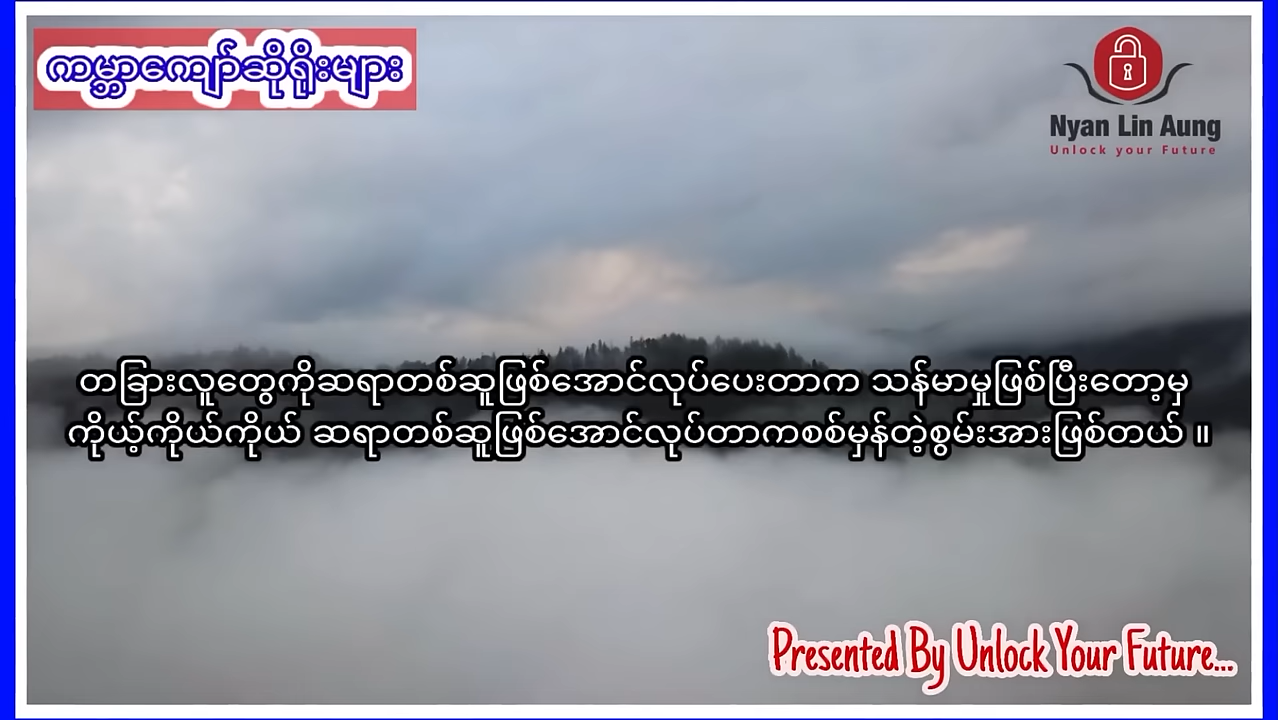 ကမ္ဘာကျော်ဆိုရိုးများ
Nyan Lin Aung
Unlock your Future
တခြားလူတွေကိုဆရာတစ်ဆူဖြစ်အောင်လုပ်ပေးတာက သန်မာမှုဖြစ်ပြီးတော့မှ
ကိုယ့်ကိုယ်ကိုယ် ဆရာတစ်ဆူဖြစ်အောင်လုပ်တာကစစ်မှန်တဲ့စွမ်းအားဖြစ်တယ် ။
Presented By Unlock Your Future...